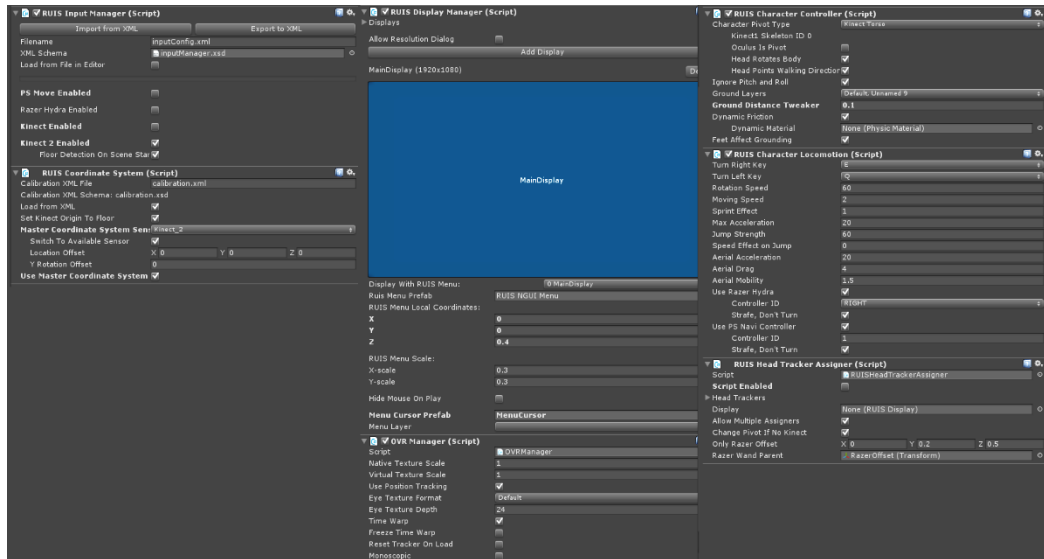 RUIS Input Manager (Script)
Import from XML
Export to XML
Filename inputConfig.xml
XML Schema inputManager.xsd
Load from File in Editor
PS Move Enabled
Razer Hydra Enabled
Kinect Enabled
Kinect 2 Enabled
Floor Detection On Scene Star
RUIS Coordinate System (Script)
Calibration XML File calibration.xml
Calibration XML Schema: calibration.xsd
Load from XML
Set Kinect Origin To Floor
Master Coordinate System Sens Kinect_2
Switch To Available Sensor
Location Offset X 0 Y 0 Z 0
Y Rotation Offset 0
Use Master Coordinate System
RUIS Display Manager (Script)
Displays
Allow Resolution Dialog
Add Display
MainDisplay (1920x1080) De
MainDisplay
Display With RUIS Menu: 0 MainDisplay
Ruis Menu Prefab RUIS NGUI Menu
RUIS Menu Local Coordinates:
X 0
Y 0
Z 0.4
RUIS Menu Scale:
X-scale 0.3
Y-scale 0.3
Hide Mouse On Play
Menu Cursor Prefab MenuCursor
Menu Layer
OVR Manager (Script)
Script OVRManager
Native Texture Scale 1
Virtual Texture Scale 1
Use Position Tracking
Eye Texture Format Default
Eye Texture Depth 24
Time Warp
Freeze Time Warp
Reset Tracker On Load
Monoscopic
RUIS Character Controller (Script)
Character Pivot Type Kinect Torso
Kinect1 Skeleton ID 0
Oculus Is Pivot
Head Rotates Body
Head Points Walking Direction
Ignore Pitch and Roll
Ground Layers Default, Unnamed 9
Ground Distance Tweaker 0.1
Dynamic Friction
Dynamic Material None (Physic Material)
Feet Affect Grounding
RUIS Character Locomotion (Script)
Turn Right Key E
Turn Left Key Q
Rotation Speed 60
Moving Speed 2
Sprint Effect 1
Max Acceleration 20
Jump Strength 60
Speed Effect on Jump 0
Aerial Acceleration 20
Aerial Drag 4
Aerial Mobility 1.5
Use Razer Hydra
Controller ID RIGHT
Strafe, Don't Turn
Use PS Navi Controller
Controller ID 1
Strafe, Don't Turn
RUIS Head Tracker Assigner (Script)
Script RUISHeadTrackerAssigner
Script Enabled
Head Trackers
Display None (RUIS Display)
Allow Multiple Assigners
Change Pivot If No Kinect
Only Razer Offset X 0 Y 0.2 Z 0.5
Razer Wand Parent RazerOffset (Transform)